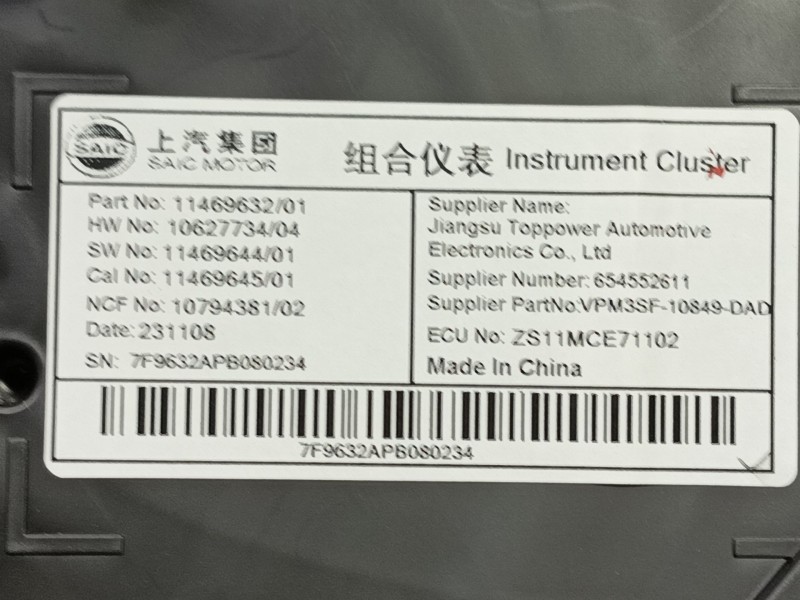 SAIC
上汽集团
SAIC MOTOR
组合仪表 Instrument Cluster
Part No: 11469632/01
HW No: 10627734/04
SW No: 11469644/01
Cal No: 11469645/01
NCF No: 10794381/02
Date: 231108
SN: 7F9632APB080234
Supplier Name:
Jiangsu Toppower Automotive
Electronics Co., Ltd
Supplier Number: 654552611
Supplier PartNo:VPM3SF-10849-DAD
ECU No: ZS11MCE71102
Made In China
7F9632APB080234